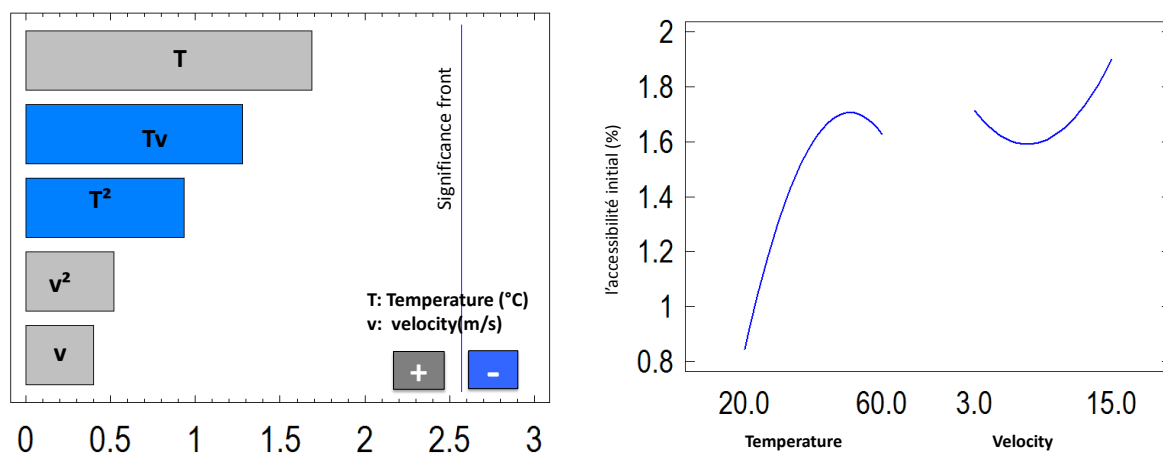 T
Tv
T²
v²
v
Significance front
T: Temperature (°C)
v: velocity(m/s)
+ -
0 0.5 1 1.5 2 2.5 3
l'accessibilité initial (%)
2
1.8
1.6
1.4
1.2
1
0.8
20.0 60.0 3.0 15.0
Temperature Velocity